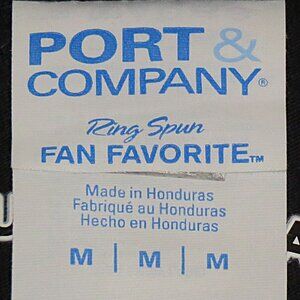 PORT &
COMPANY®
Ring Spun
FAN FAVORITE™
Made in Honduras
Fabriqué au Honduras
Hecho en Honduras
M | M | M